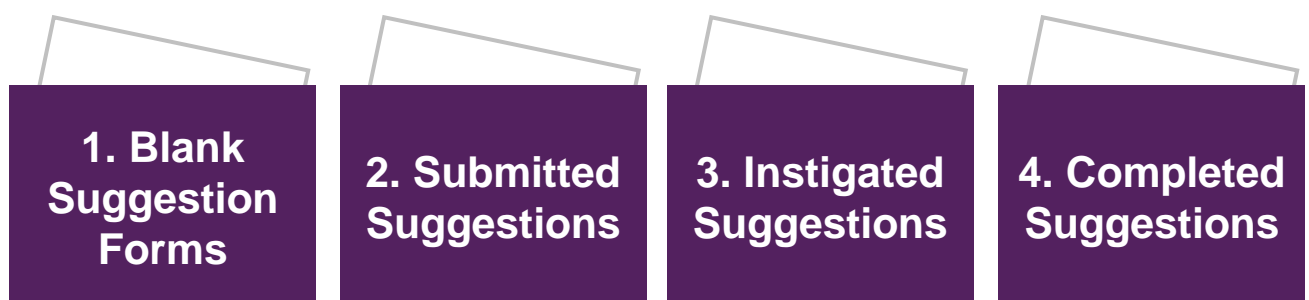 1. Blank
Suggestion
Forms
2. Submitted
Suggestions
3. Instigated
Suggestions
4. Completed
Suggestions